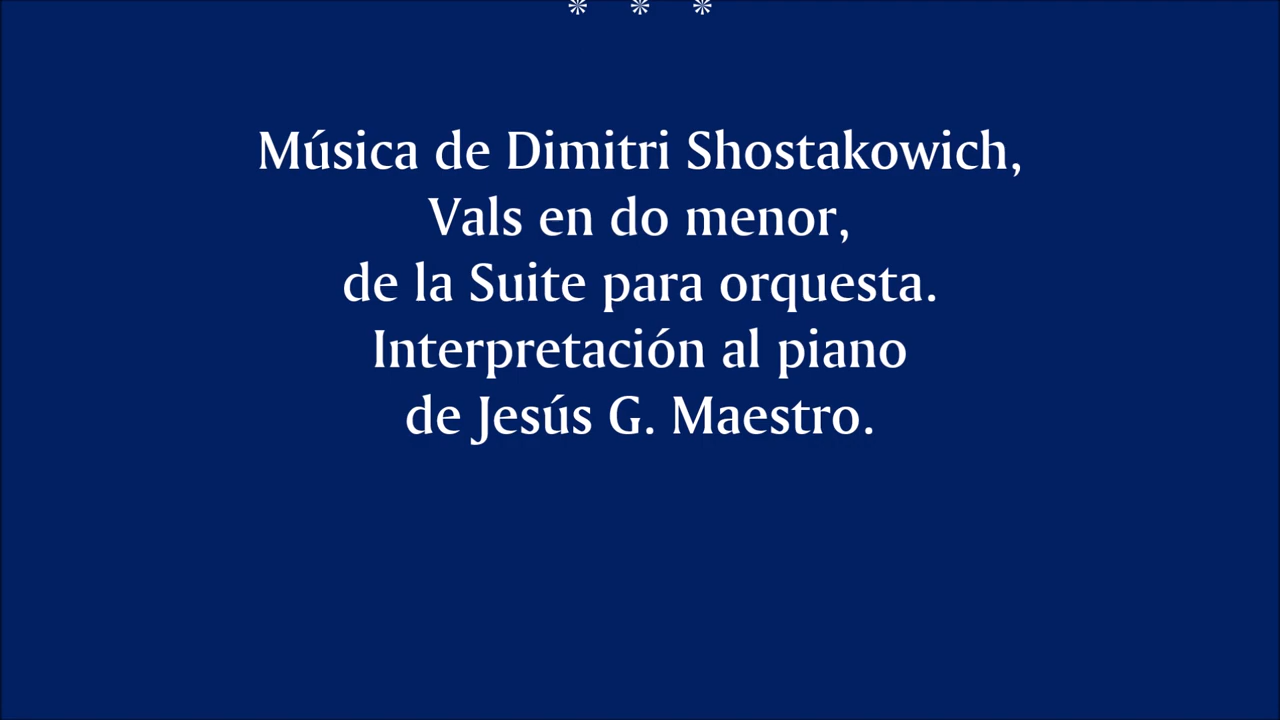 * * *
Música de Dimitri Shostakowich,
Vals en do menor,
de la Suite para orquesta.
Interpretación al piano
de Jesús G. Maestro.